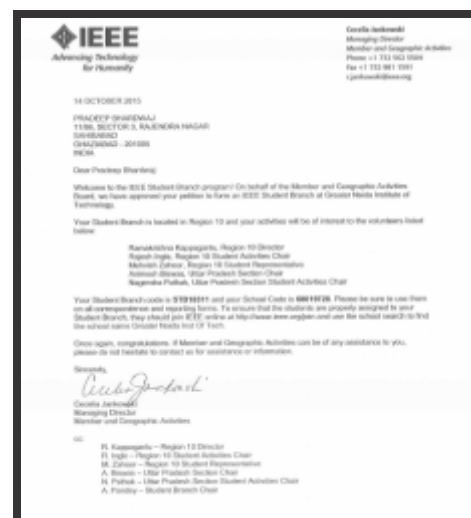 IEEE
Advancing Technology
for Humanity
Cecelia Jankowski
Managing Director
Member and Geographic Activities
14 OCTOBER 2015
PRADEEP BHARDWAJ
SECTOR 3, RAJENDRA NAGAR
SAHIBABAD
GHAZIABAD -
INDIA
Dear Pradeep Bhardwaj
Welcome to the IEEE Student Branch program! On behalf of the Member and Geographic Activities
Board, we have approved your petition to form an IEEE Student Branch at Greater Noida Institute of
Technology.
Your Student Branch is located in Region 10 and your activities will be of interest to the volunteers listed
below:
Ramakrishna Kappagantu, Region 10 Director
Rajesh Ingle, Region 10 Student Activities Chair
Zaheer, Region 10 Student Representative
Biswas, Uttar Pradesh Section Chair
Pathak, Uttar Pradesh Section Student Activities Chair
Your Student Branch code is and your School Code is Please be sure to use them
on all correspondence and reporting forms. To ensure that the students are properly assigned to your
Student Branch, they should join IEEE online at and use the school search to find
the school name Greater Noida Inst Of Tech.
Once again, congratulations. If Member and Geographic Activities can be of any assistance to you,
please do not hesitate to contact us for assistance or information.
Sincerely,
Cecelia Jankowski
Cecelia Jankowski
Managing Director
Member and Geographic Activities
cc:
R. Kappagantu – Region 10 Director
R. Ingle – Region 10 Student Activities Chair
M. Zaheer – Region 10 Student Representative
A. Biswas – Uttar Pradesh Section Chair
N. Pathak – Uttar Pradesh Section Student Activities Chair
A. Pandey – Student Branch Chair